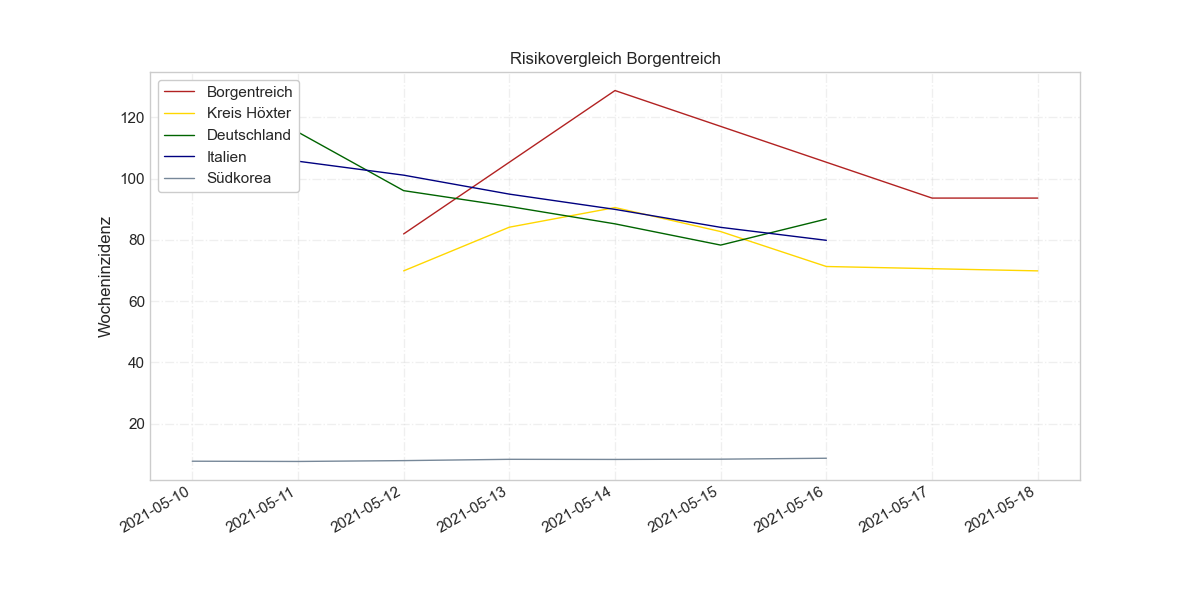 Risikovergleich Borgentreich
Borgentreich
Kreis Höxter
Deutschland
Italien
Südkorea
Wocheninzidenz
120
100
80
60
40
20
2021-05-10
2021-05-11
2021-05-12
2021-05-13
2021-05-14
2021-05-15
2021-05-16
2021-05-17
2021-05-18